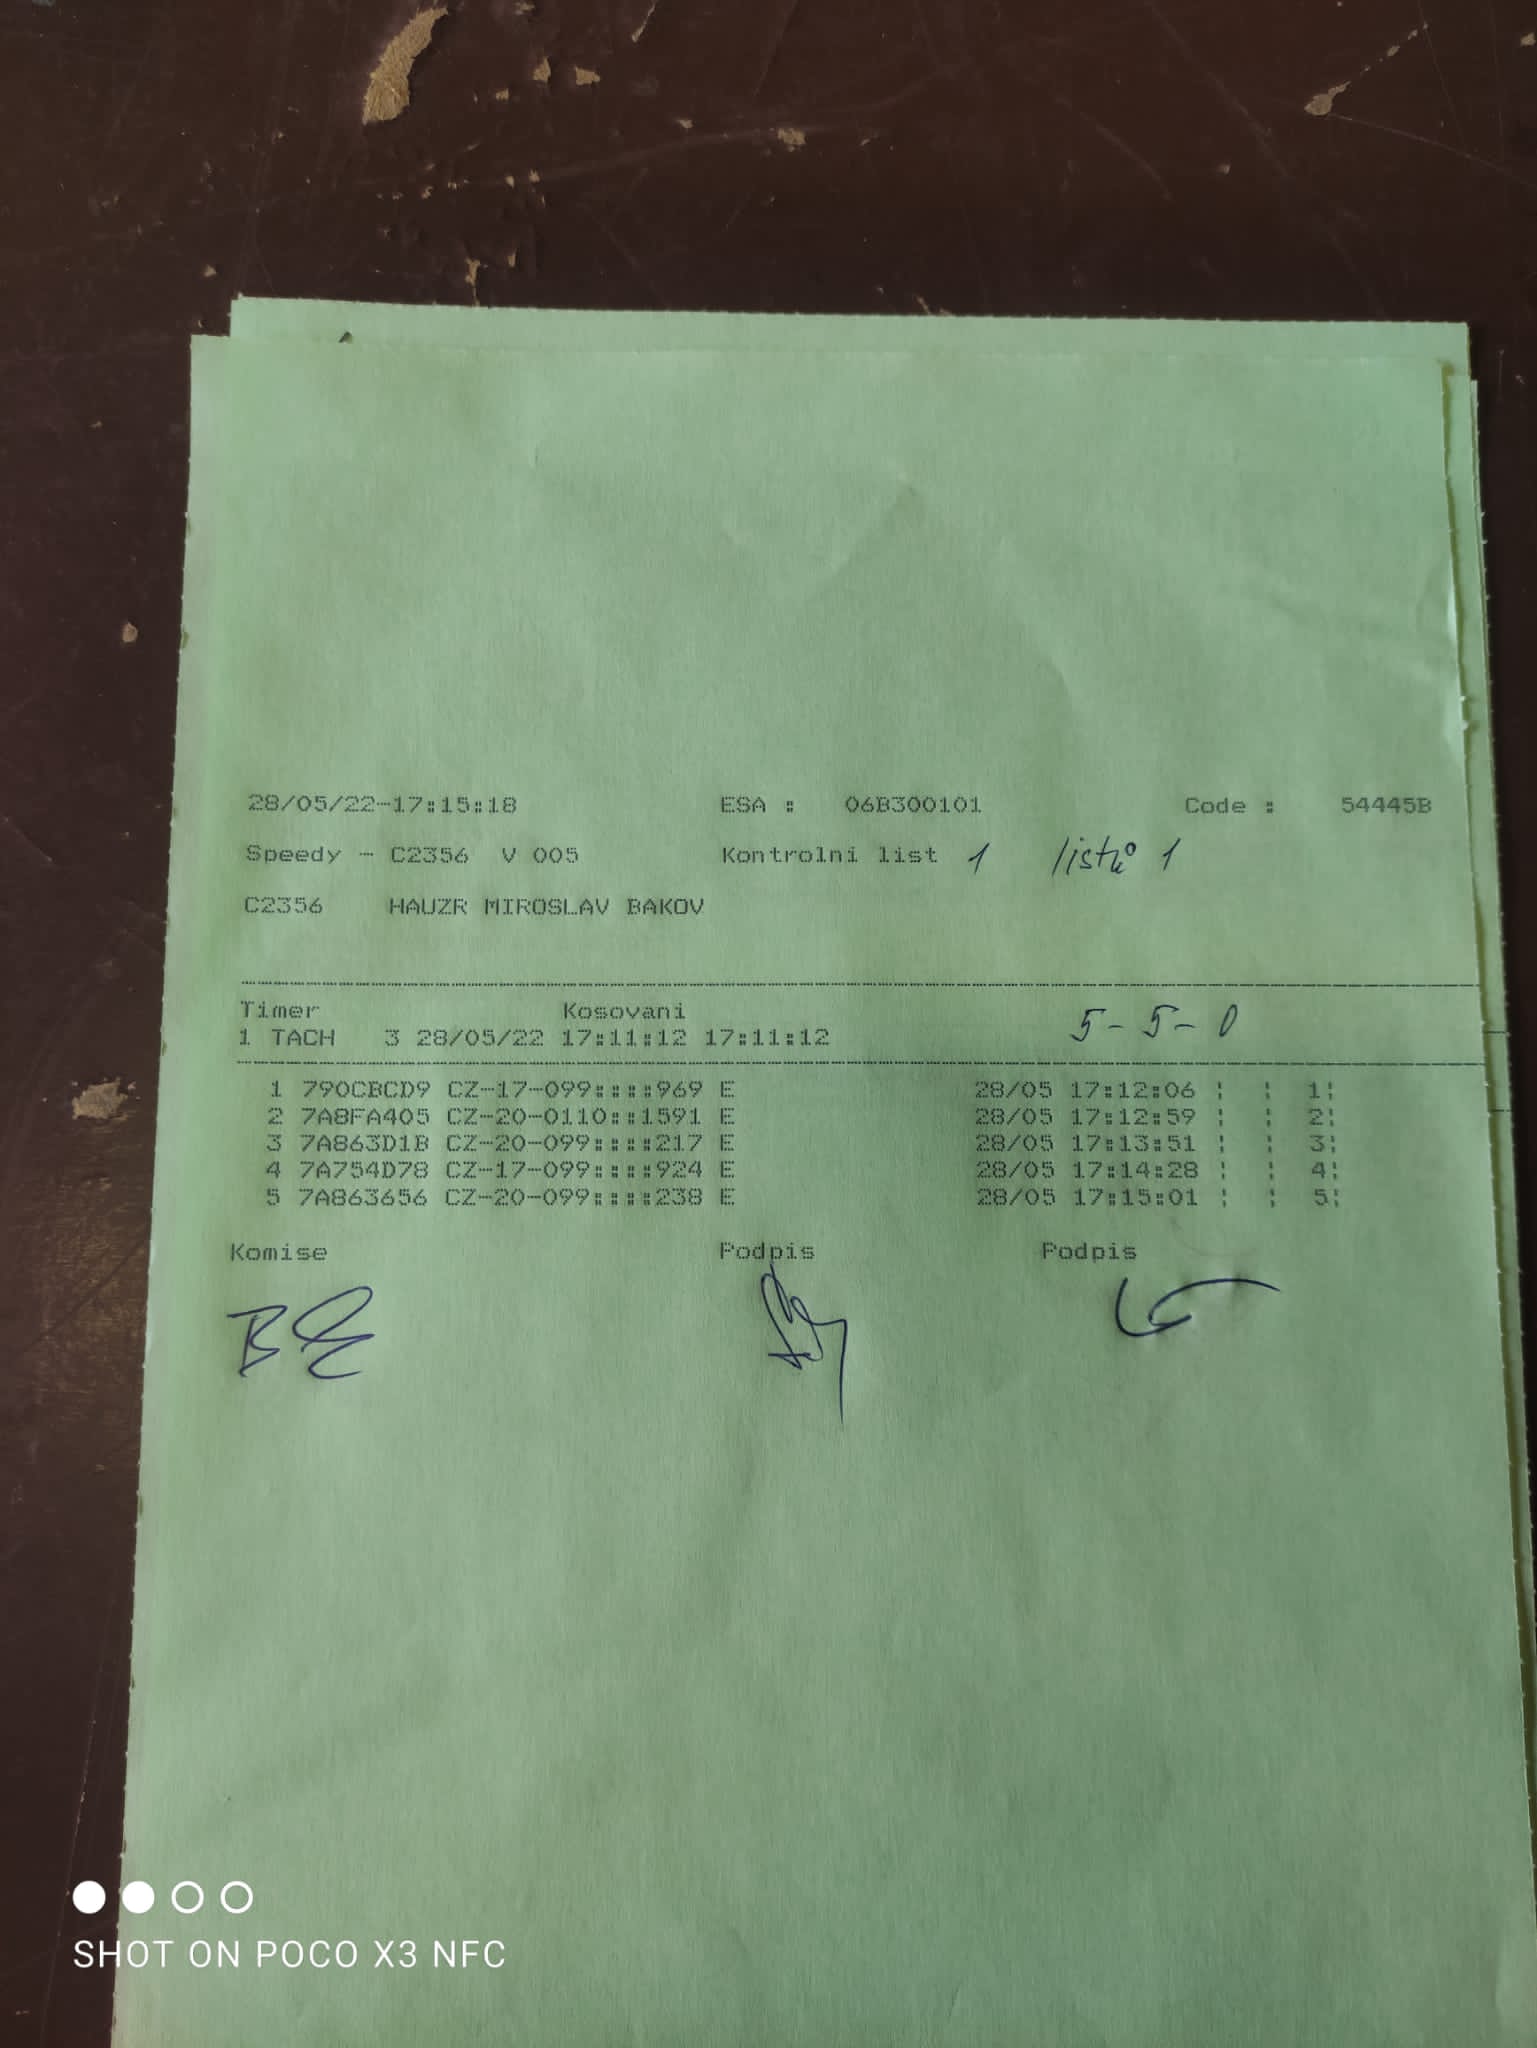 28/05/22-17:15:18 ESA : 06B300101 Code : 54445B
Speedy - C2356 V 005 Kontrolni list 1 listů 1
C2356 HAUZR MIROSLAV BAKOV
Timer Kosovani
1 TACH 3 28/05/22 17:11:12 17:11:12 5-5-0
1 790CBCD9 CZ-17-099::::969 E 28/05 17:12:06 ¦ ¦ 1¦
2 7A8FA405 CZ-20-0110::1591 E 28/05 17:12:59 ¦ ¦ 2¦
3 7A863D1B CZ-20-099::::217 E 28/05 17:13:51 ¦ ¦ 3¦
4 7A754D78 CZ-17-099::::924 E 28/05 17:14:28 ¦ ¦ 4¦
5 7A863656 CZ-20-099::::238 E 28/05 17:15:01 ¦ ¦ 5¦
Komise Podpis Podpis
SHOT ON POCO X3 NFC